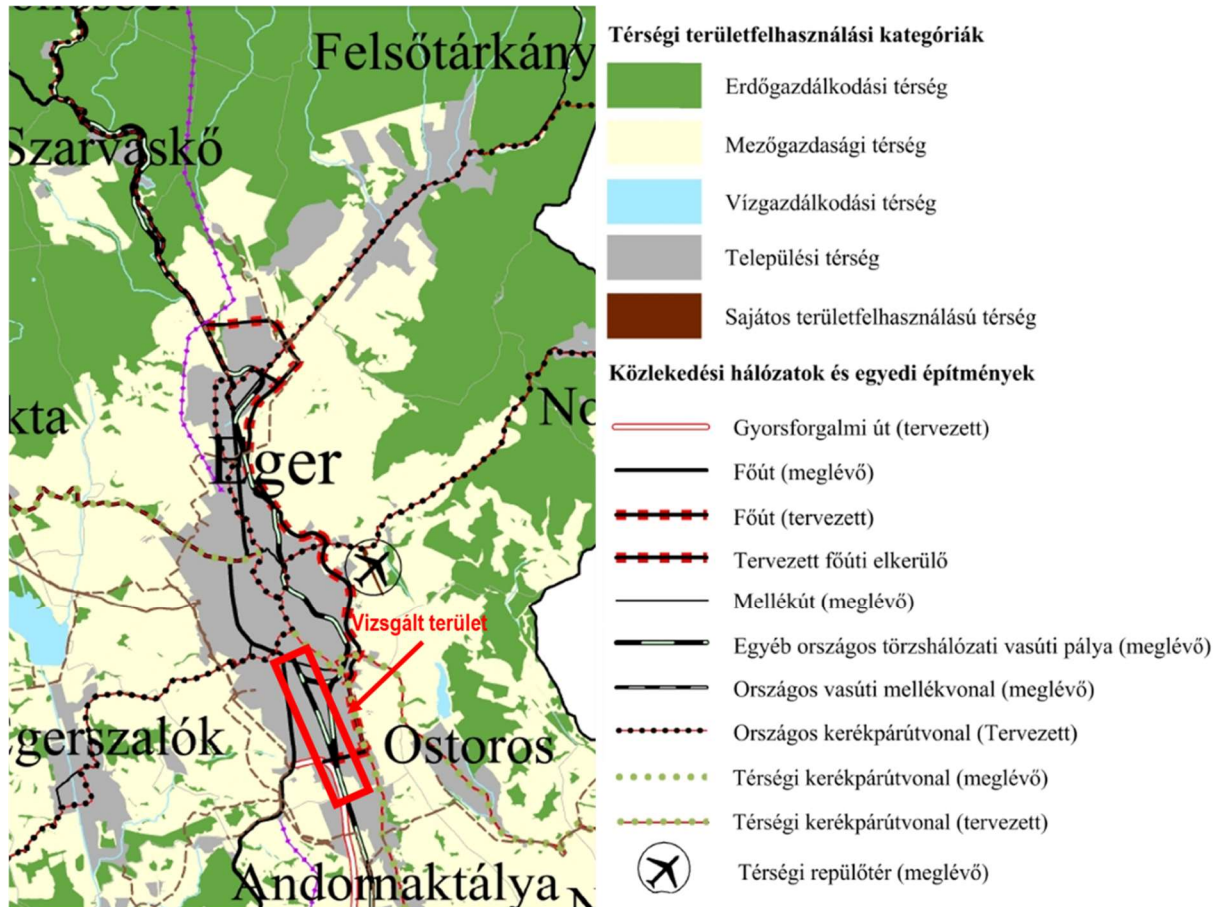 Felsőtárkány
Szarvaskő
Eger
Vizsgált terület
gerszalók
Ostoros
Andornaktálya
Térségi területfelhasználási kategóriák
Erdőgazdálkodási térség
Mezőgazdasági térség
Vízgazdálkodási térség
Települési térség
Sajátos területfelhasználású térség
Közlekedési hálózatok és egyedi építmények
Gyorsforgalmi út (tervezett)
Főút (meglévő)
Főút (tervezett)
Tervezett főúti elkerülő
Mellékút (meglévő)
Egyéb országos törzshálózati vasúti pálya (meglévő)
Országos vasúti mellékvonal (meglévő)
Országos kerékpárútvonal (Tervezett)
Térségi kerékpárútvonal (meglévő)
Térségi kerékpárútvonal (tervezett)
Térségi repülőtér (meglévő)